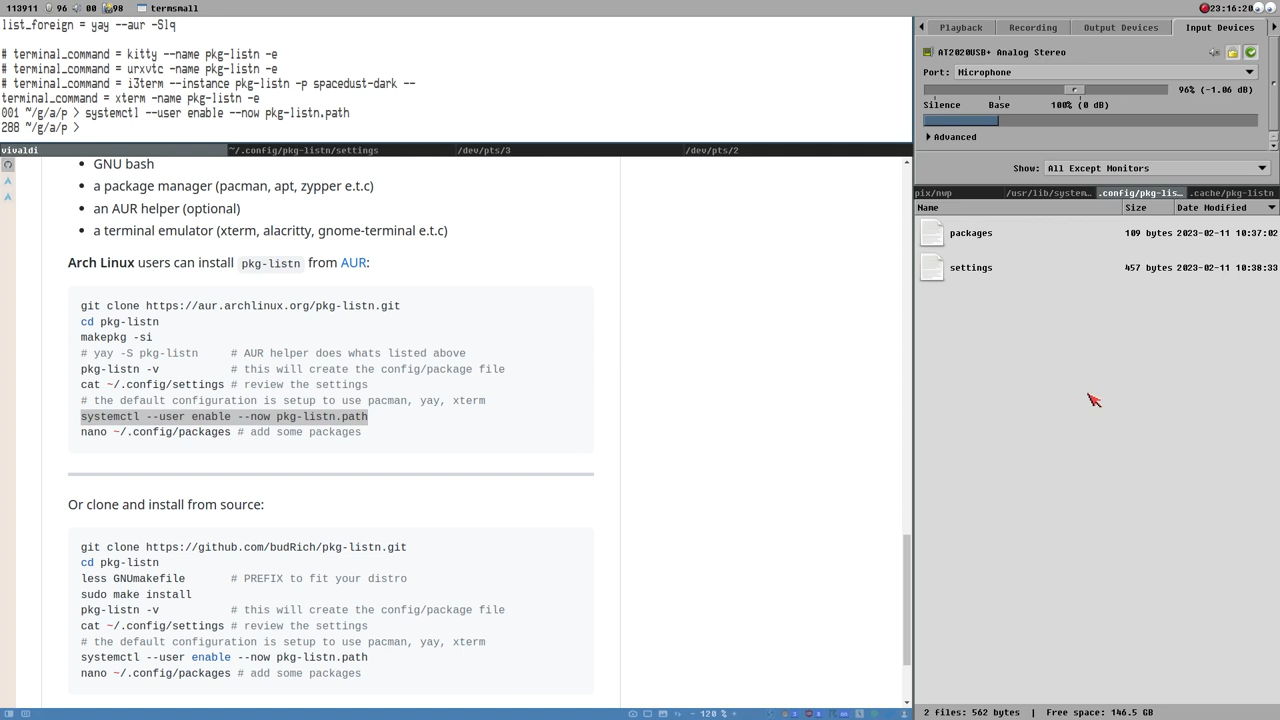 113911 96 00 98 termsmall 23:16:20
list_foreign = yay --aur -Slq
# terminal_command = kitty --name pkg-listn -e
# terminal_command = urxvtc -name pkg-listn -e
# terminal_command = i3term --instance pkg-listn -p spacedust-dark --
terminal_command = xterm -name pkg-listn -e
001 ~/g/a/p > systemctl --user enable --now pkg-listn.path
288 ~/g/a/p >
vivaldi ~/.config/pkg-listn/settings /dev/pts/3 /dev/pts/2
GNU bash
a package manager (pacman, apt, zypper e.t.c)
an AUR helper (optional)
a terminal emulator (xterm, alacritty, gnome-terminal e.t.c)
Arch Linux users can install pkg-listn from AUR:
git clone https://aur.archlinux.org/pkg-listn.git
cd pkg-listn
makepkg -si
# yay -S pkg-listn # AUR helper does whats listed above
pkg-listn -v # this will create the config/package file
cat ~/.config/settings # review the settings
# the default configuration is setup to use pacman, yay, xterm
systemctl --user enable --now pkg-listn.path
nano ~/.config/packages # add some packages
Or clone and install from source:
git clone https://github.com/budRich/pkg-listn.git
cd pkg-listn
less GNUmakefile # PREFIX to fit your distro
sudo make install
pkg-listn -v # this will create the config/package file
cat ~/.config/settings # review the settings
# the default configuration is setup to use pacman, yay, xterm
systemctl --user enable --now pkg-listn.path
nano ~/.config/packages # add some packages
120 %
Playback Recording Output Devices Input Devices
AT2020USB+ Analog Stereo
Port: Microphone
96% (-1.06 dB)
Silence Base 100% (0 dB)
Advanced
Show: All Except Monitors
pix/nwp /usr/lib/system... .config/pkg-lis... .cache/pkg-listn
Name Size Date Modified
packages 109 bytes 2023-02-11 10:37:02
settings 457 bytes 2023-02-11 10:38:33
2 files: 562 bytes | Free space: 146.5 GB